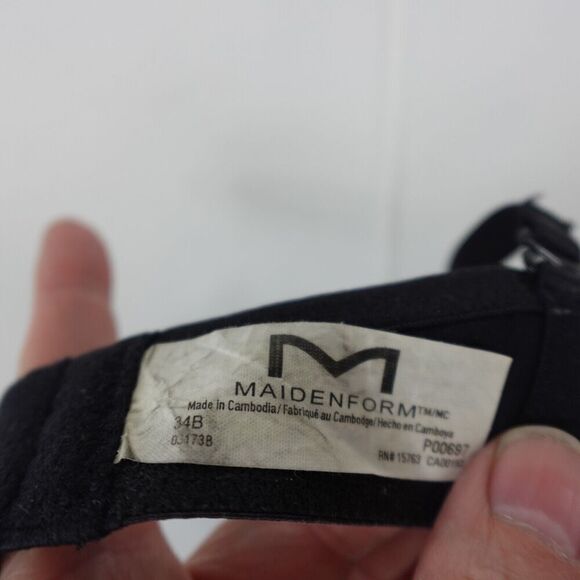 M
MAIDENFORM™/MC
Made in Cambodia/Fabriqué au Cambodge/Hecho en Camboya
34B
03173B
P00697
RN# 15763